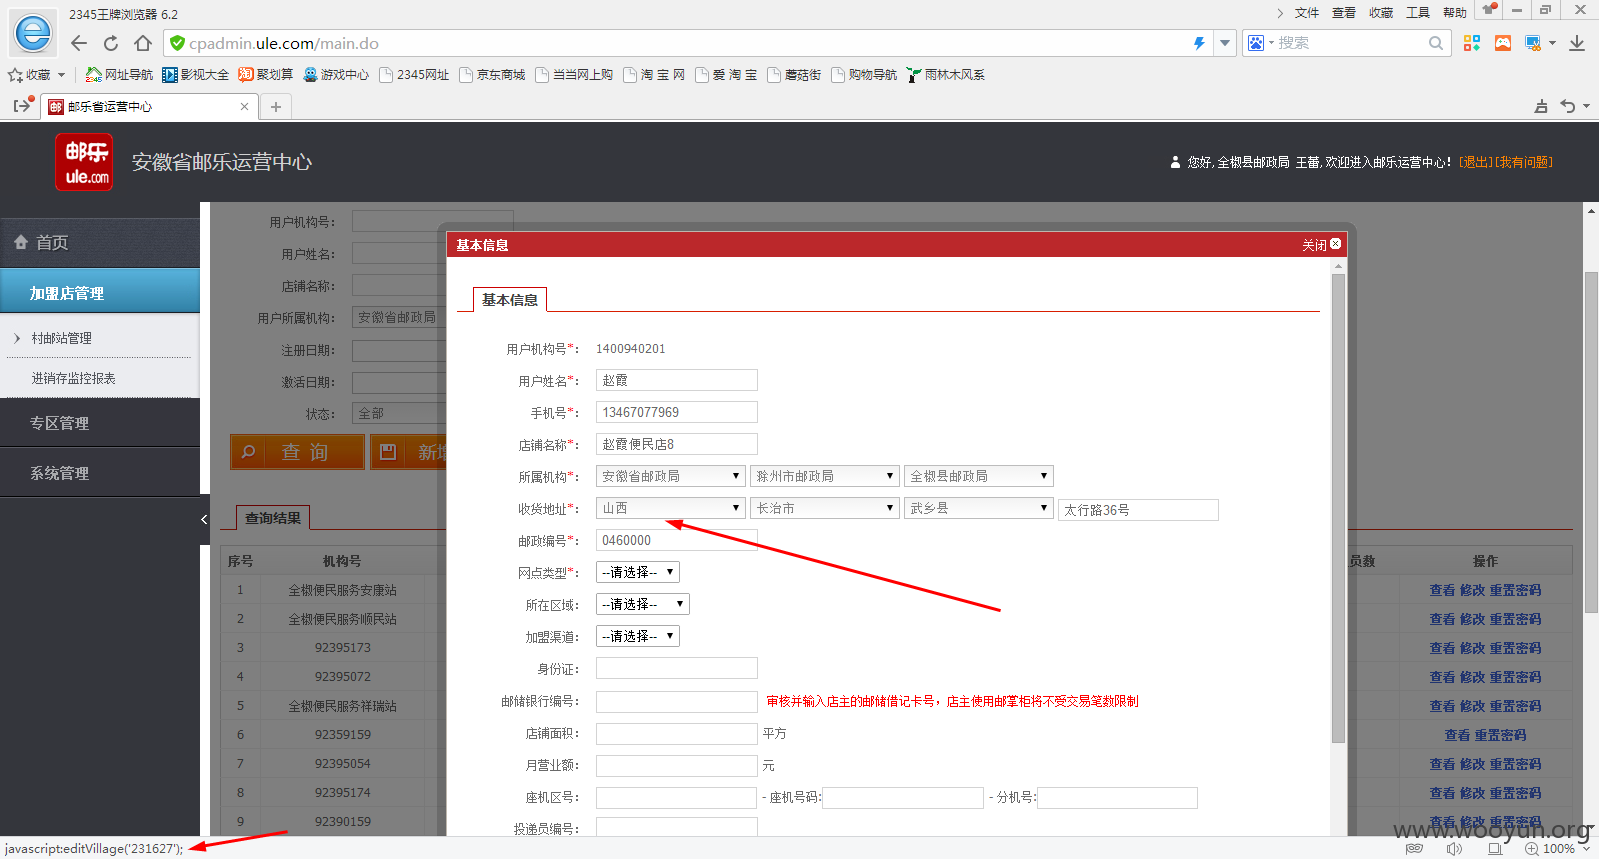 2345王牌浏览器 6.2
文件 查看 收藏 工具 帮助
cpadmin.ule.com/main.do
搜索
收藏 网址导航 影视大全 聚划算 游戏中心 2345网址 京东商城 当当网上购 淘 宝 网 爱 淘 宝 蘑菇街 购物导航 雨林木风系
邮乐省运营中心
邮乐
ule.com
安徽省邮乐运营中心
您好, 全椒县邮政局 王蕾, 欢迎进入邮乐运营中心! [退出][我有问题]
首页
加盟店管理
村邮站管理
进销存监控报表
专区管理
系统管理
用户机构号:
用户姓名:
店铺名称:
用户所属机构: 安徽省邮政局
注册日期:
激活日期:
状态: 全部
查 询
新增
查询结果
序号 机构号 员数 操作
1 全椒便民服务安康站 查看 修改 重置密码
2 全椒便民服务顺民站 查看 修改 重置密码
3 92395173 查看 修改 重置密码
4 92395072 查看 修改 重置密码
5 全椒便民服务祥瑞站 查看 修改 重置密码
6 92359159 查看 重置密码
7 92395054 查看 修改 重置密码
8 92395174 查看 修改 重置密码
9 92390159 查看 修改 重置密码
基本信息 关闭
基本信息
用户机构号*: 1400940201
用户姓名*: 赵霞
手机号*: 13467077969
店铺名称*: 赵霞便民店8
所属机构*: 安徽省邮政局 滁州市邮政局 全椒县邮政局
收货地址*: 山西 长治市 武乡县 太行路36号
邮政编号*: 0460000
网点类型*: --请选择--
所在区域: --请选择--
加盟渠道: --请选择--
身份证:
邮储银行编号: 审核并输入店主的邮储借记卡号，店主使用邮掌柜将不受交易笔数限制
店铺面积: 平方
月营业额: 元
座机区号: - 座机号码: - 分机号:
投递员编号:
www.wooyun.org
javascript:editVillage('231627');
100%